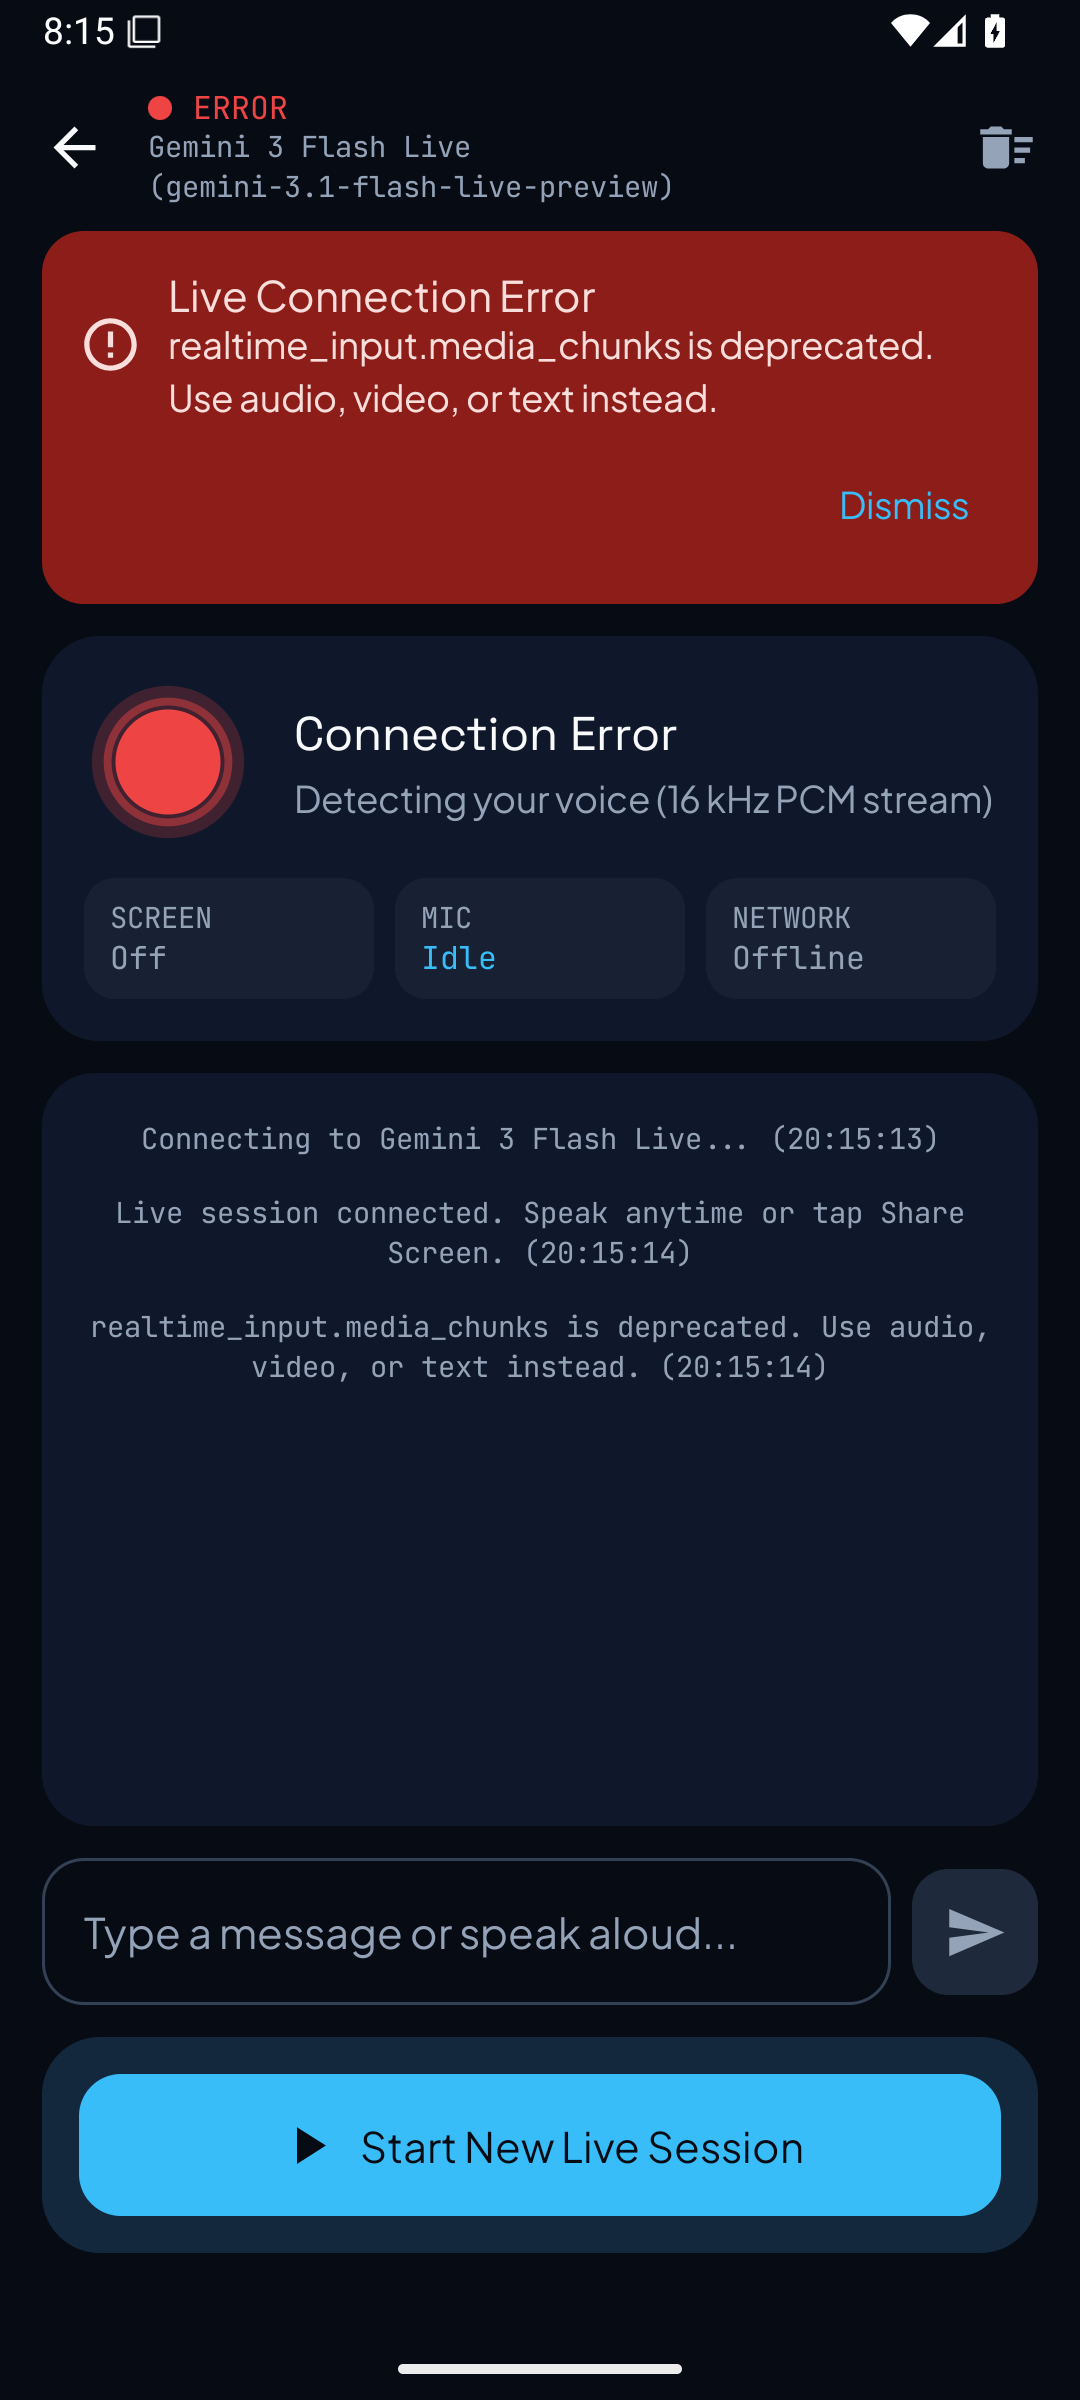 8:15
ERROR
Gemini 3 Flash Live
(gemini-3.1-flash-live-preview)
Live Connection Error
realtime_input.media_chunks is deprecated.
Use audio, video, or text instead.
Dismiss
Connection Error
Detecting your voice (16 kHz PCM stream)
SCREEN
Off
MIC
Idle
NETWORK
Offline
Connecting to Gemini 3 Flash Live... (20:15:13)
Live session connected. Speak anytime or tap Share
Screen. (20:15:14)
realtime_input.media_chunks is deprecated. Use audio,
video, or text instead. (20:15:14)
Type a message or speak aloud...
Start New Live Session